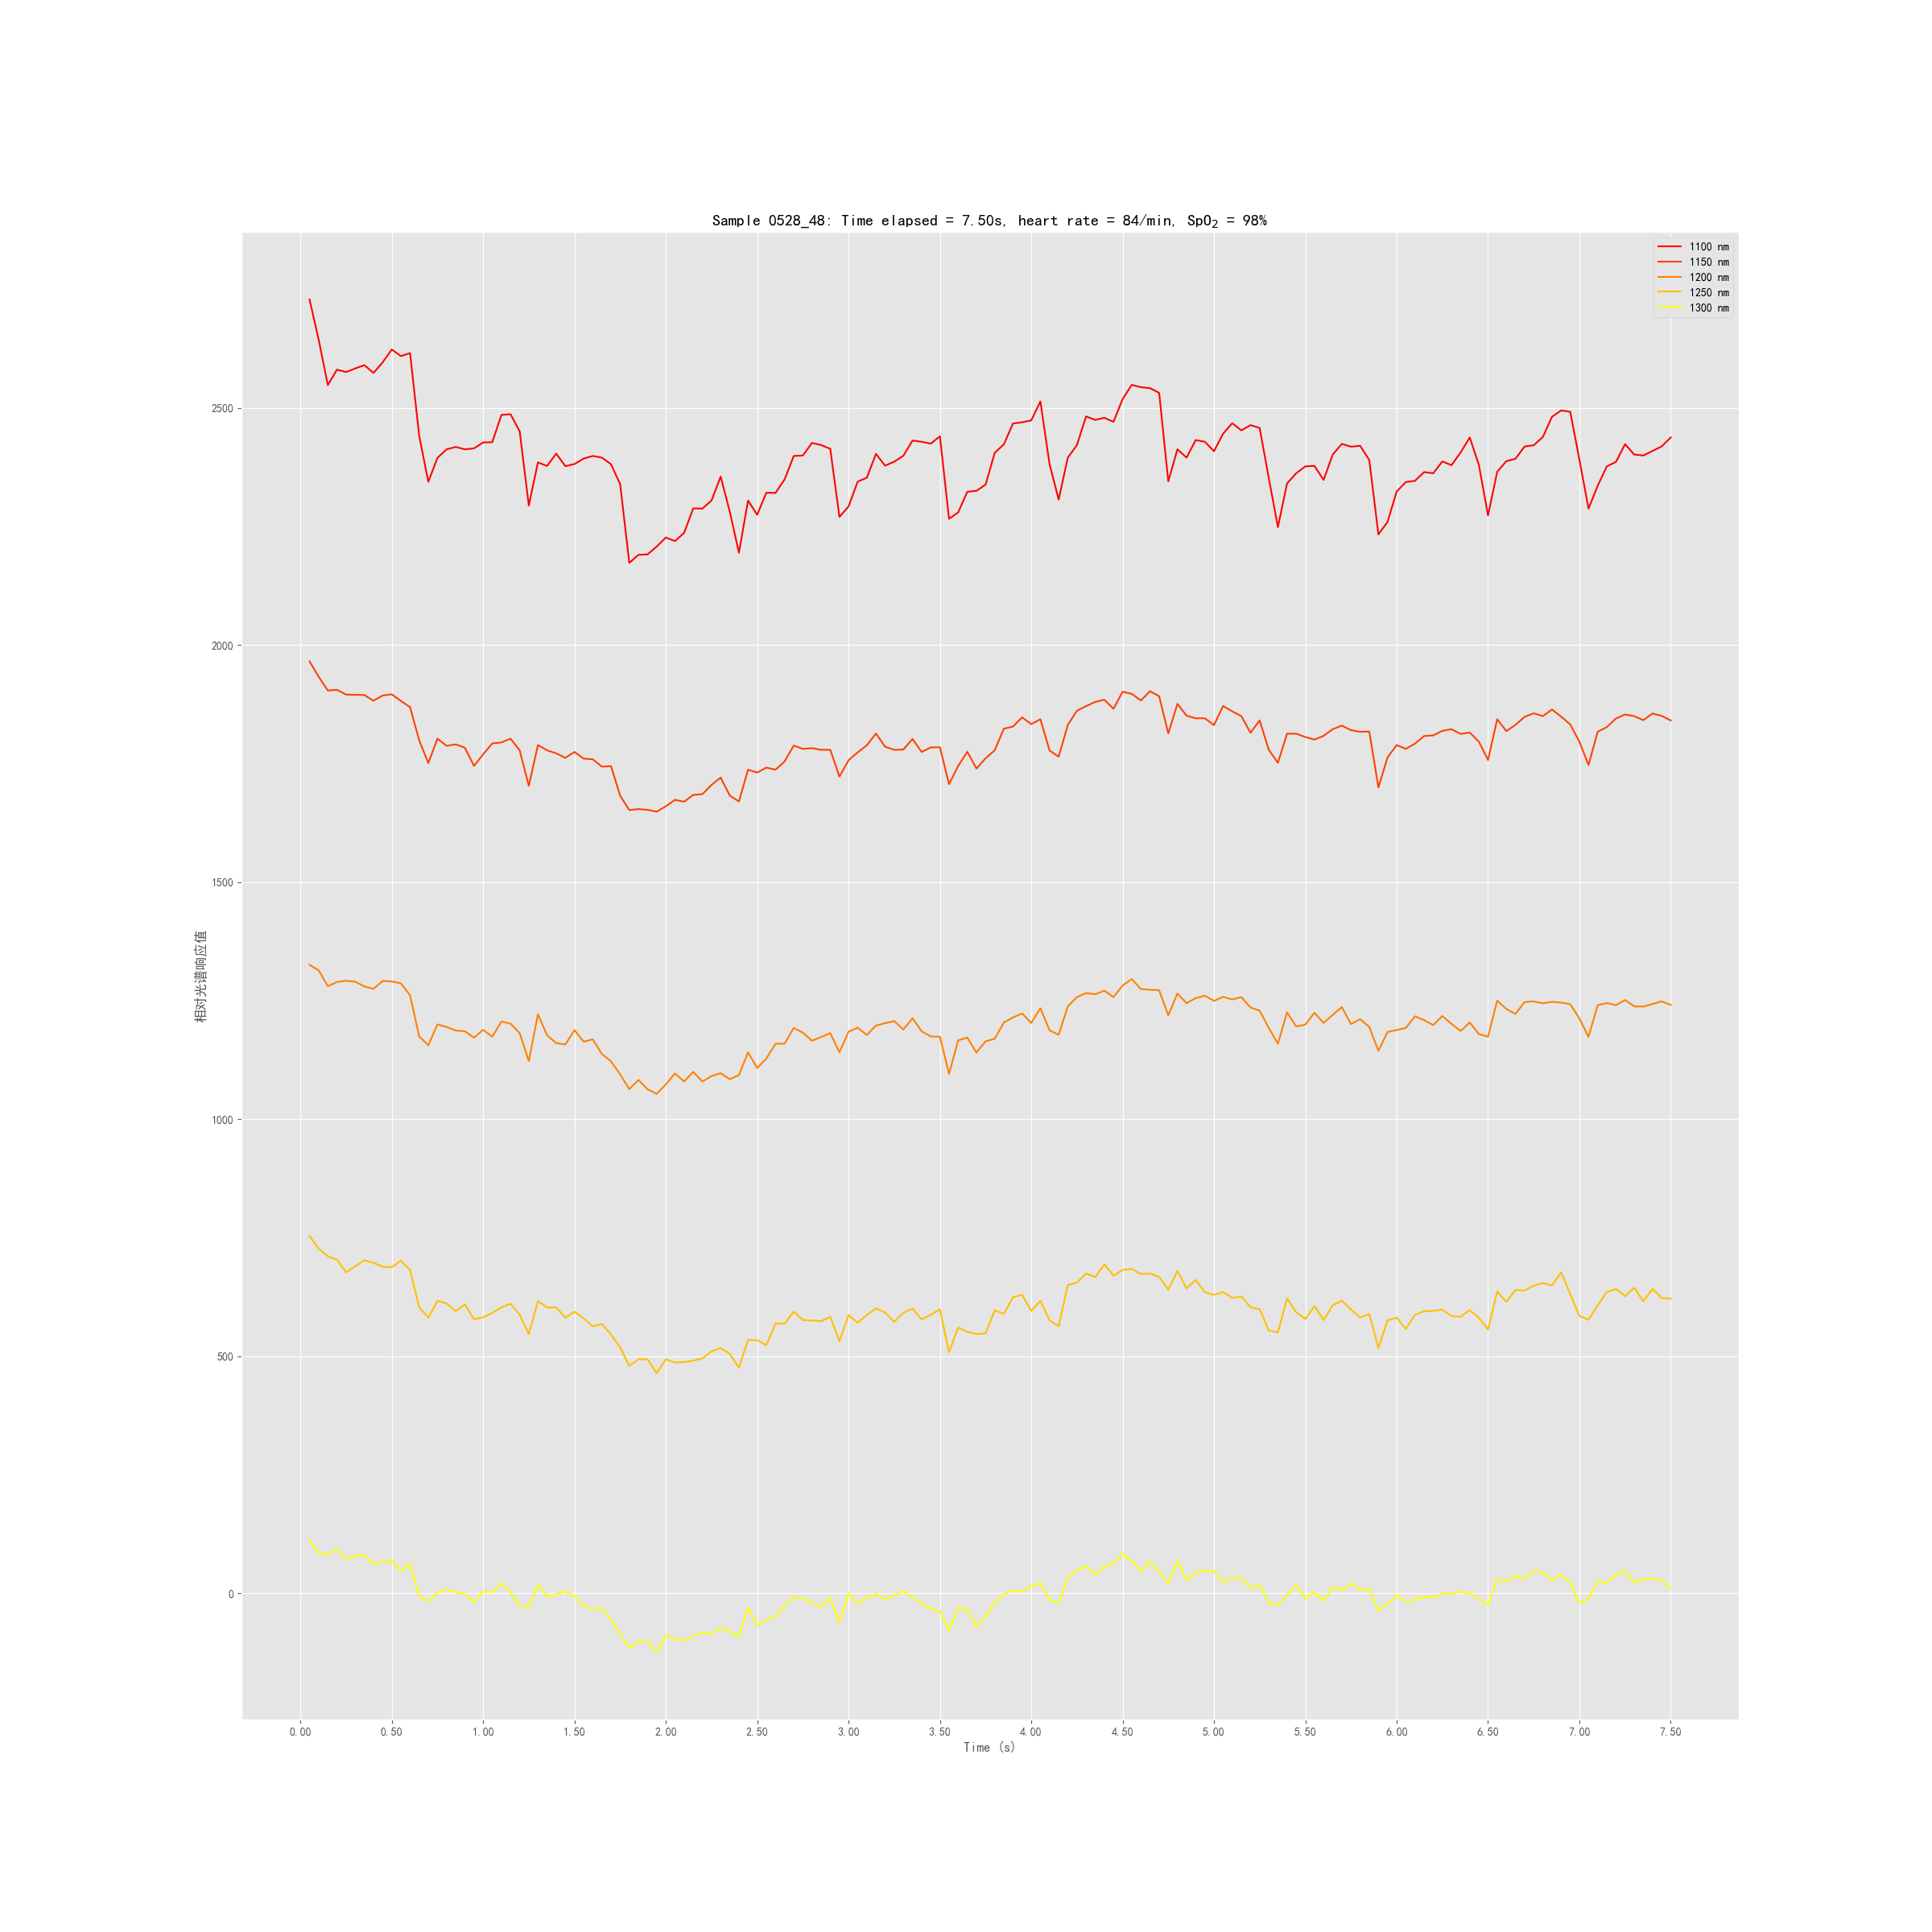 Sample 0528_48: Time elapsed = 7.50s, heart rate = 84/min, SpO₂ = 98%
1100 nm
1150 nm
1200 nm
1250 nm
1300 nm
2500
2000
1500
1000
500
0
相对光谱响应值
0.00 0.50 1.00 1.50 2.00 2.50 3.00 3.50 4.00 4.50 5.00 5.50 6.00 6.50 7.00 7.50
Time (s)